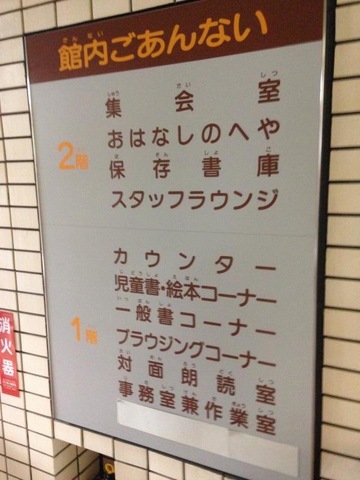 館内ごあんない
2階
集会室
おはなしのへや
保存書庫
スタッフラウンジ
1階
カウンター
児童書・絵本コーナー
一般書コーナー
ブラウジングコーナー
対面朗読室
事務室兼作業室
消火器